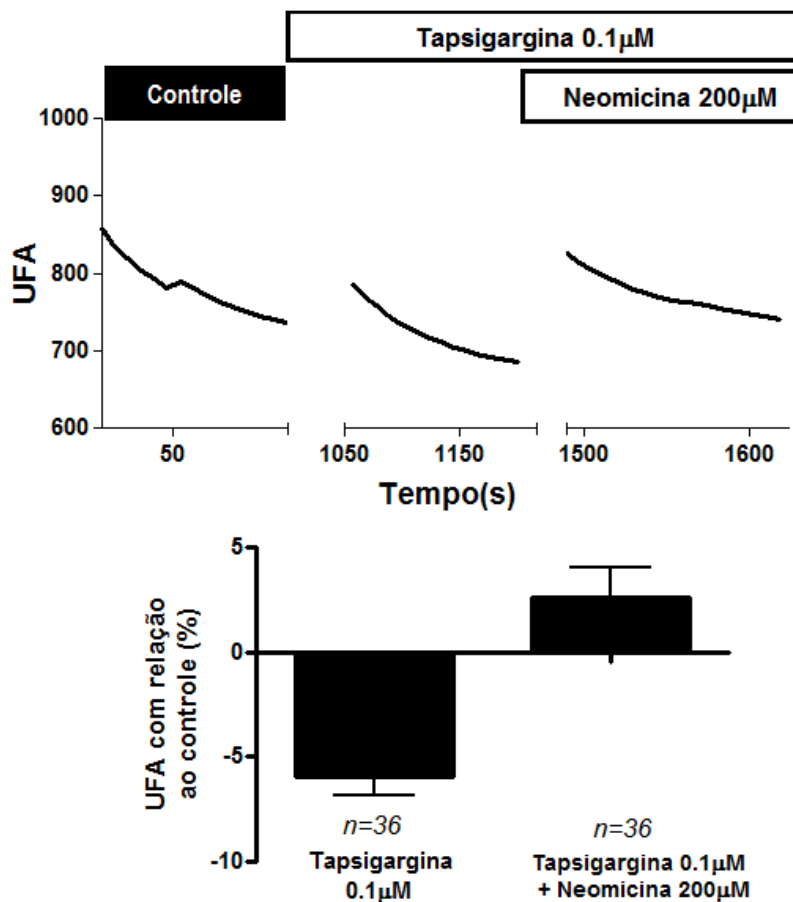 Tapsigargina 0.1µM
Controle
Neomicina 200µM
1000
900
800
700
600
UFA
50
1050
1150
1500
1600
Tempo(s)
5
0
-5
-10
UFA com relação
ao controle (%)
n=36
n=36
Tapsigargina
0.1µM
Tapsigargina 0.1µM
+ Neomicina 200µM